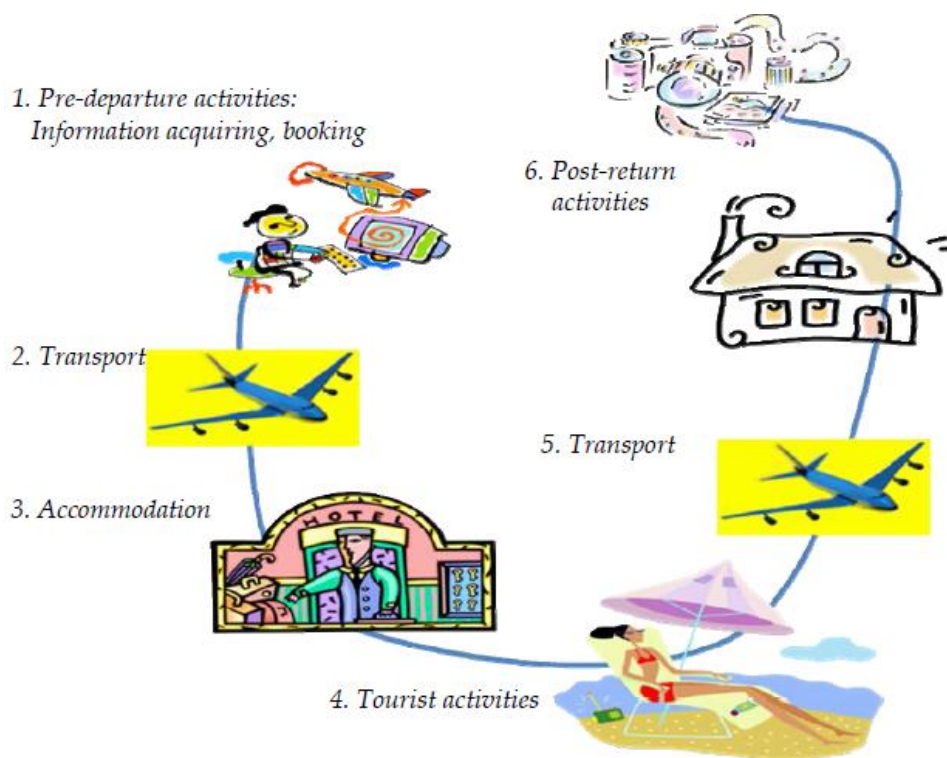 1. Pre-departure activities:
Information acquiring, booking
2. Transport
3. Accommodation
HOTEL
4. Tourist activities
5. Transport
6. Post-return
activities